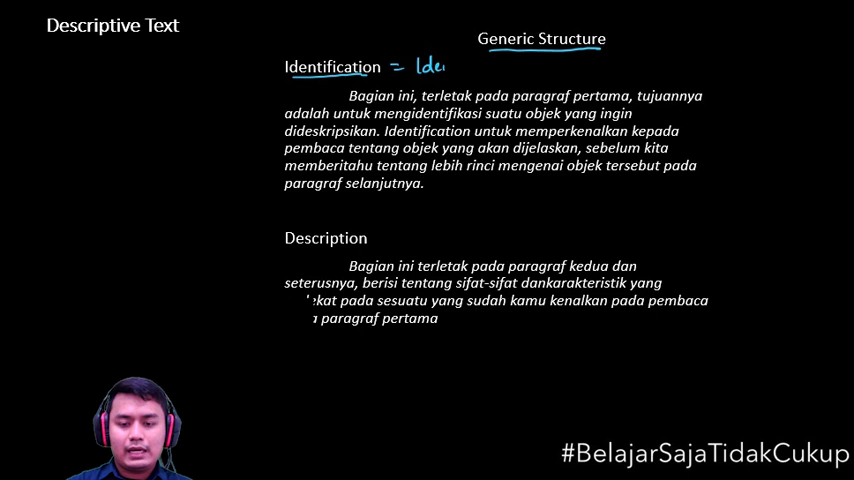 Descriptive Text
Generic Structure
Identification = Ide
Bagian ini, terletak pada paragraf pertama, tujuannya
adalah untuk mengidentifikasi suatu objek yang ingin
dideskripsikan. Identification untuk memperkenalkan kepada
pembaca tentang objek yang akan dijelaskan, sebelum kita
memberitahu tentang lebih rinci mengenai objek tersebut pada
paragraf selanjutnya.
Description
Bagian ini terletak pada paragraf kedua dan
seterusnya, berisi tentang sifat-sifat dankarakteristik yang
ekat pada sesuatu yang sudah kamu kenalkan pada pembaca
a paragraf pertama
#BelajarSajaTidakCukup